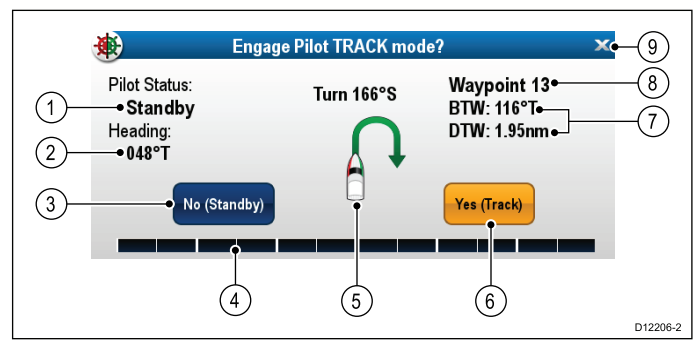 Engage Pilot TRACK mode?
9
Pilot Status:
Standby
Heading:
048°T
Turn 166°S
Waypoint 13
BTW: 116°T
DTW: 1.95nm
1
2
8
7
No (Standby)
Yes (Track)
3
4
5
6
D12206-2